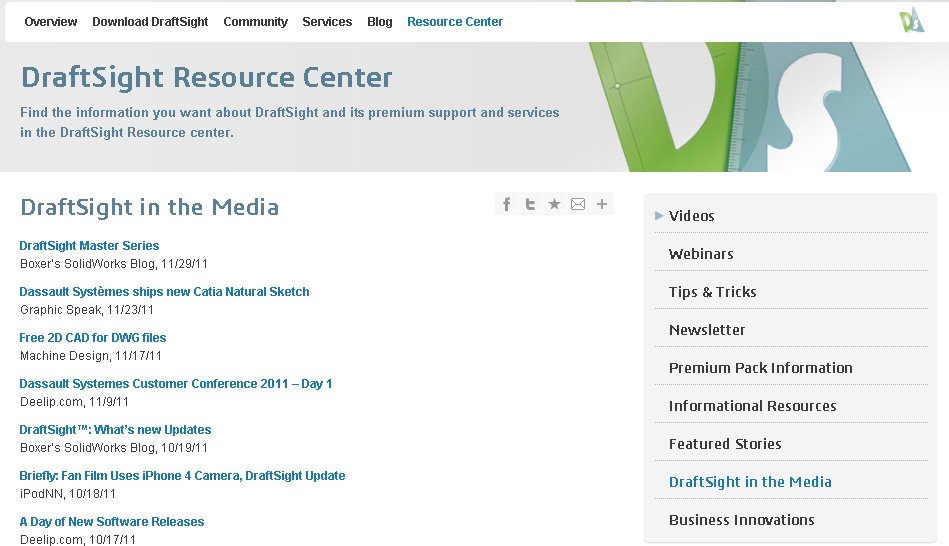 Overview Download DraftSight Community Services Blog Resource Center
DS
DraftSight Resource Center
Find the information you want about DraftSight and its premium support and services
in the DraftSight Resource center.
DraftSight in the Media
DraftSight Master Series
Boxer's SolidWorks Blog, 11/29/11
Dassault Systèmes ships new Catia Natural Sketch
Graphic Speak, 11/23/11
Free 2D CAD for DWG files
Machine Design, 11/17/11
Dassault Systemes Customer Conference 2011 – Day 1
Deelip.com, 11/9/11
DraftSight™: What's new Updates
Boxer's SolidWorks Blog, 10/19/11
Briefly: Fan Film Uses iPhone 4 Camera, DraftSight Update
iPodNN, 10/18/11
A Day of New Software Releases
Deelip.com, 10/17/11
Videos
Webinars
Tips & Tricks
Newsletter
Premium Pack Information
Informational Resources
Featured Stories
DraftSight in the Media
Business Innovations